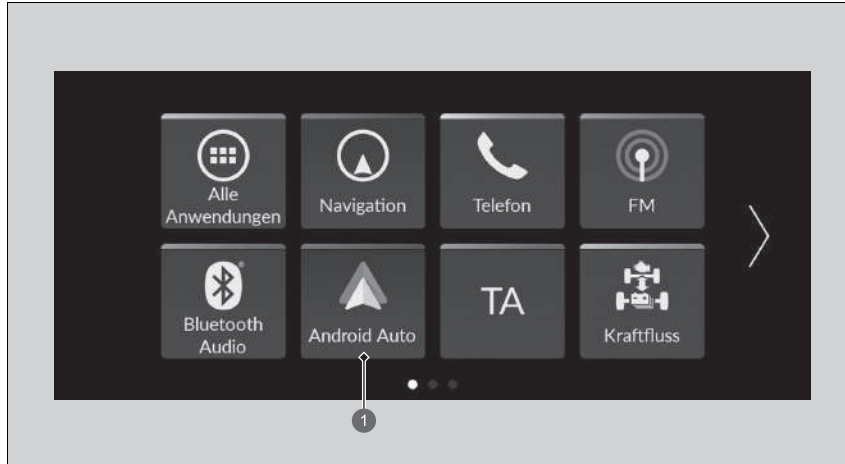 Alle
Anwendungen
Navigation
Telefon
FM
Bluetooth
Audio
Android Auto
TA
Kraftfluss
1